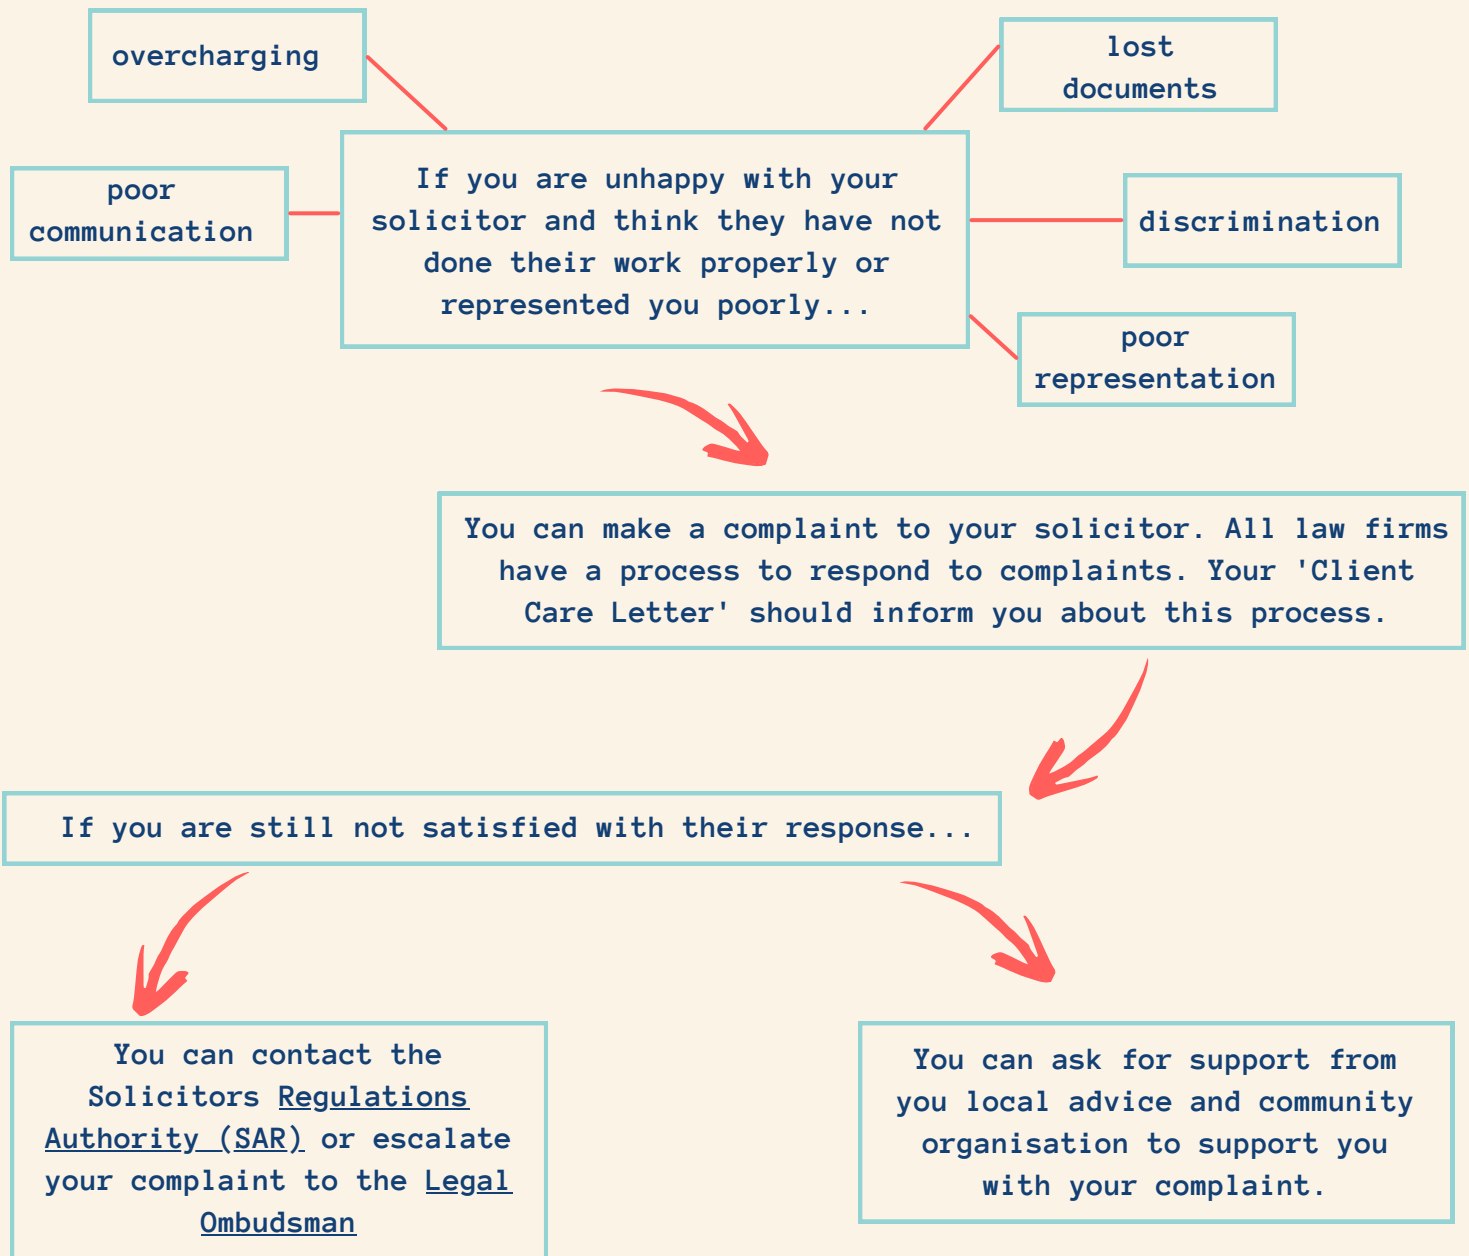 overcharging
lost
documents
poor
communication
If you are unhappy with your
solicitor and think they have not
done their work properly or
represented you poorly...
discrimination
poor
representation
You can make a complaint to your solicitor. All law firms
have a process to respond to complaints. Your 'Client
Care Letter' should inform you about this process.
If you are still not satisfied with their response...
You can contact the
Solicitors Regulations
Authority (SAR) or escalate
your complaint to the Legal
Ombudsman
You can ask for support from
you local advice and community
organisation to support you
with your complaint.